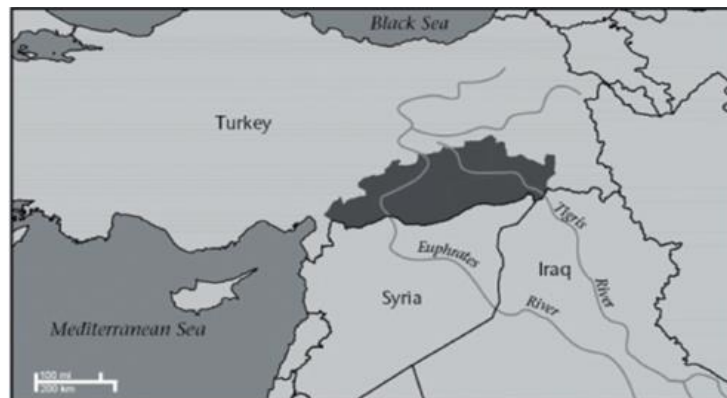 Black Sea
Turkey
Tigris
Euphrates
Iraq
Syria
River
River
Mediterranean Sea
100 mi
200 km